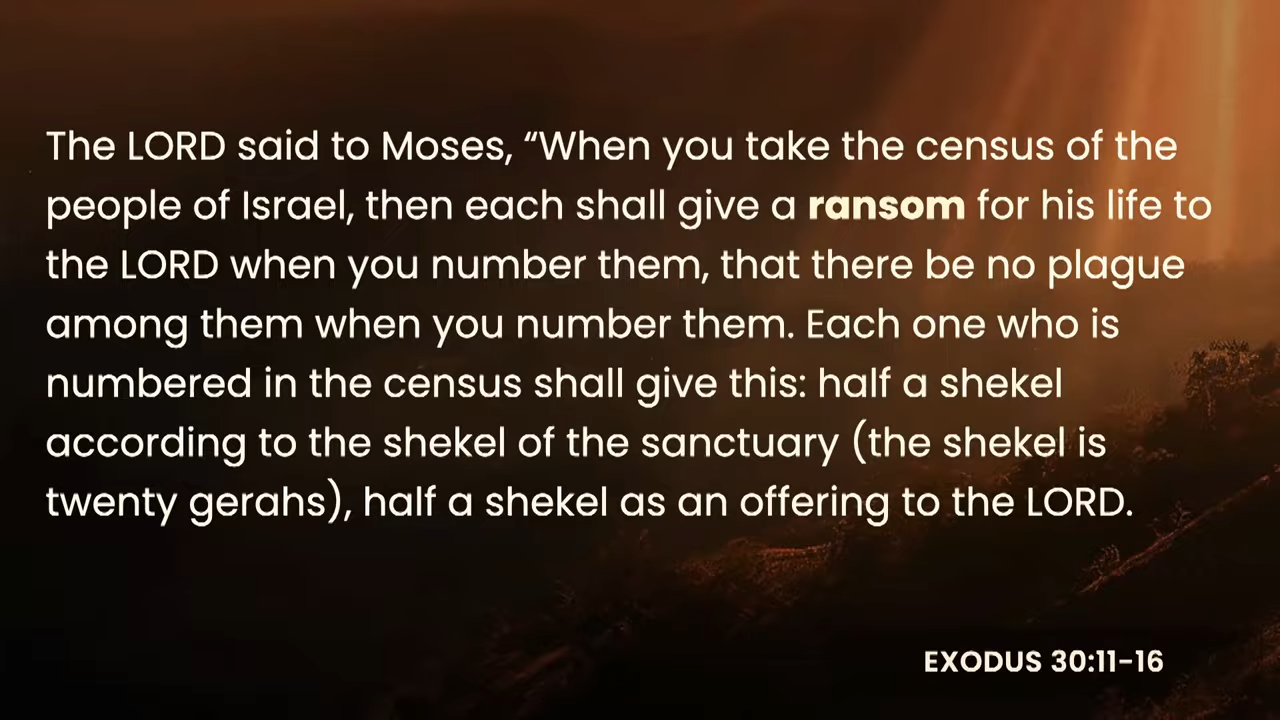 The LORD said to Moses, “When you take the census of the
people of Israel, then each shall give a ransom for his life to
the LORD when you number them, that there be no plague
among them when you number them. Each one who is
numbered in the census shall give this: half a shekel
according to the shekel of the sanctuary (the shekel is
twenty gerahs), half a shekel as an offering to the LORD.
EXODUS 30:11-16